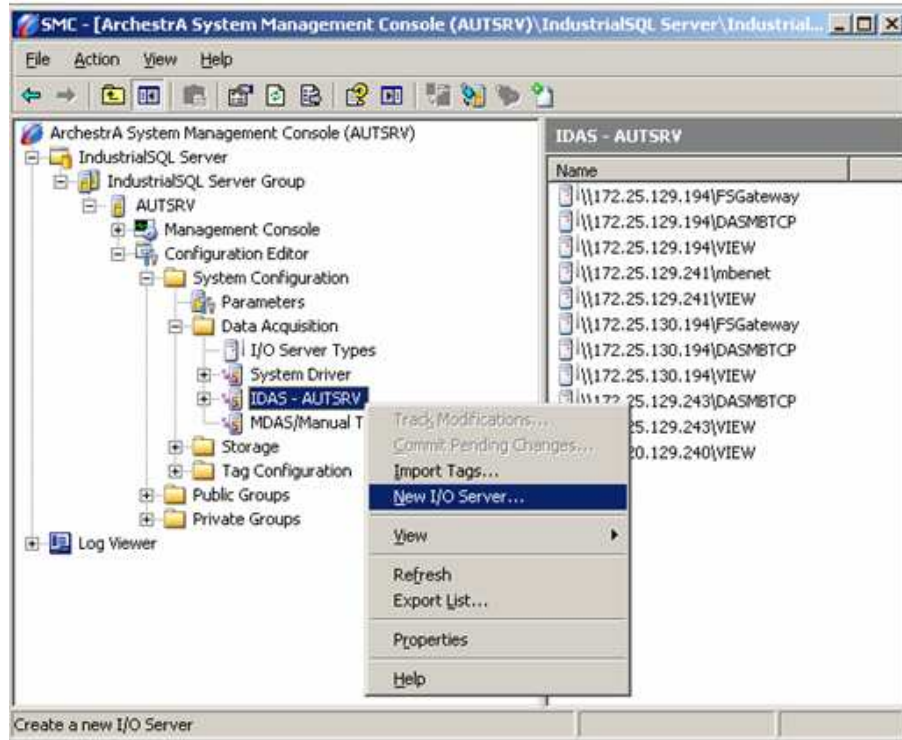 SMC - [ArchestrA System Management Console (AUTSRV)\IndustrialSQL Server\Industrial...
File Action View Help
ArchestrA System Management Console (AUTSRV)
IndustrialSQL Server
IndustrialSQL Server Group
AUTSRV
Management Console
Configuration Editor
System Configuration
Parameters
Data Acquisition
I/O Server Types
System Driver
IDAS - AUTSRV
MDAS/Manual T
Storage
Tag Configuration
Public Groups
Private Groups
Log Viewer
Track Modifications...
Commit Pending Changes...
Import Tags...
New I/O Server...
View
Refresh
Export List...
Properties
Help
IDAS - AUTSRV
Name
\\172.25.129.194\FSGateway
\\172.25.129.194\DASMBTCP
\\172.25.129.194\VIEW
\\172.25.129.241\mbenet
\\172.25.129.241\VIEW
\\172.25.130.194\FSGateway
\\172.25.130.194\DASMBTCP
\\172.25.130.194\VIEW
\\172.25.129.243\DASMBTCP
25.129.243\VIEW
20.129.240\VIEW
Create a new I/O Server